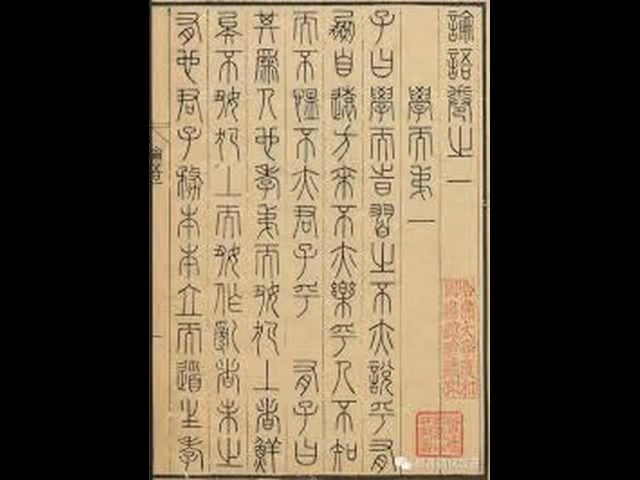 論語卷之一
學而弟一
子曰學而旹習之不亦說乎有
朋自遠方來不亦樂乎人不知
而不慍不亦君子乎 有子曰
其為人也孝弟而好犯上者鮮
矣不好犯上而好作亂者未之
有也君子務本本立而道生孝